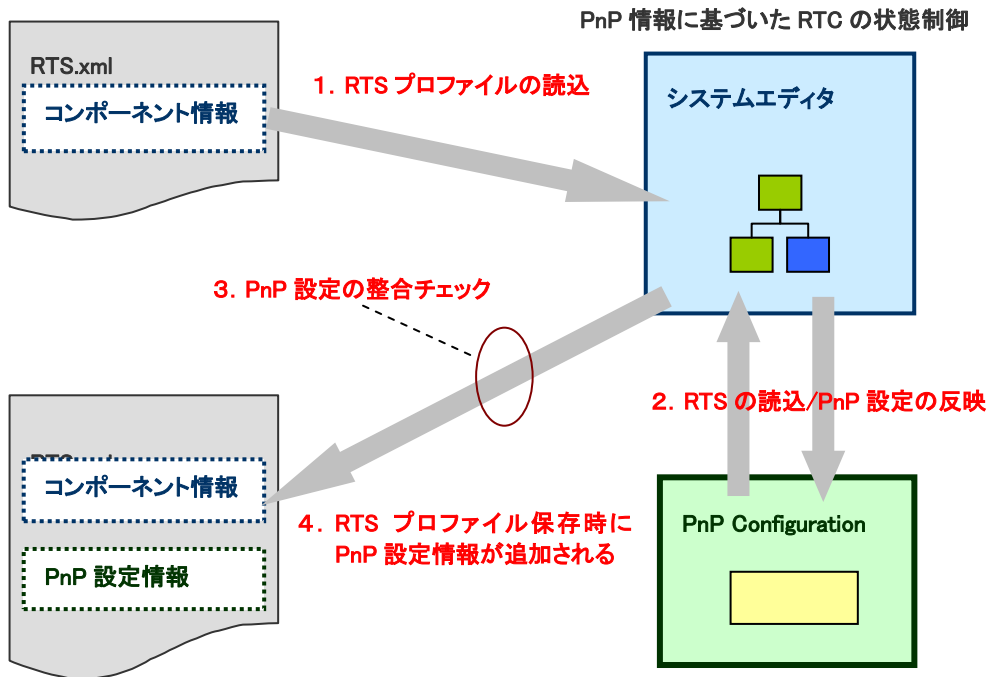 PnP 情報に基づいた RTC の状態制御
RTS.xml
コンポーネント情報
1. RTS プロファイルの読込
システムエディタ
3. PnP 設定の整合チェック
2. RTS の読込/PnP 設定の反映
コンポーネント情報
PnP 設定情報
4. RTS プロファイル保存時に
PnP 設定情報が追加される
PnP Configuration